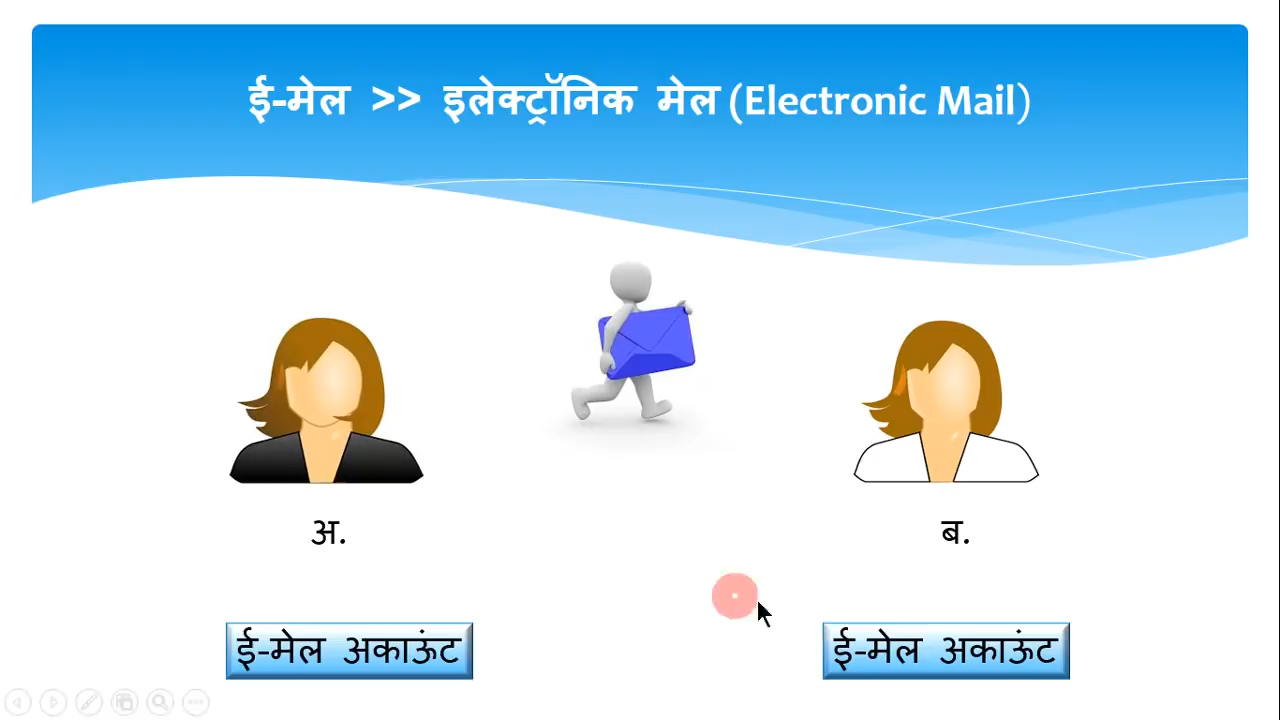 ई-मेल >> इलेक्ट्रॉनिक मेल (Electronic Mail)
अ.
ब.
ई-मेल अकाऊंट
ई-मेल अकाऊंट